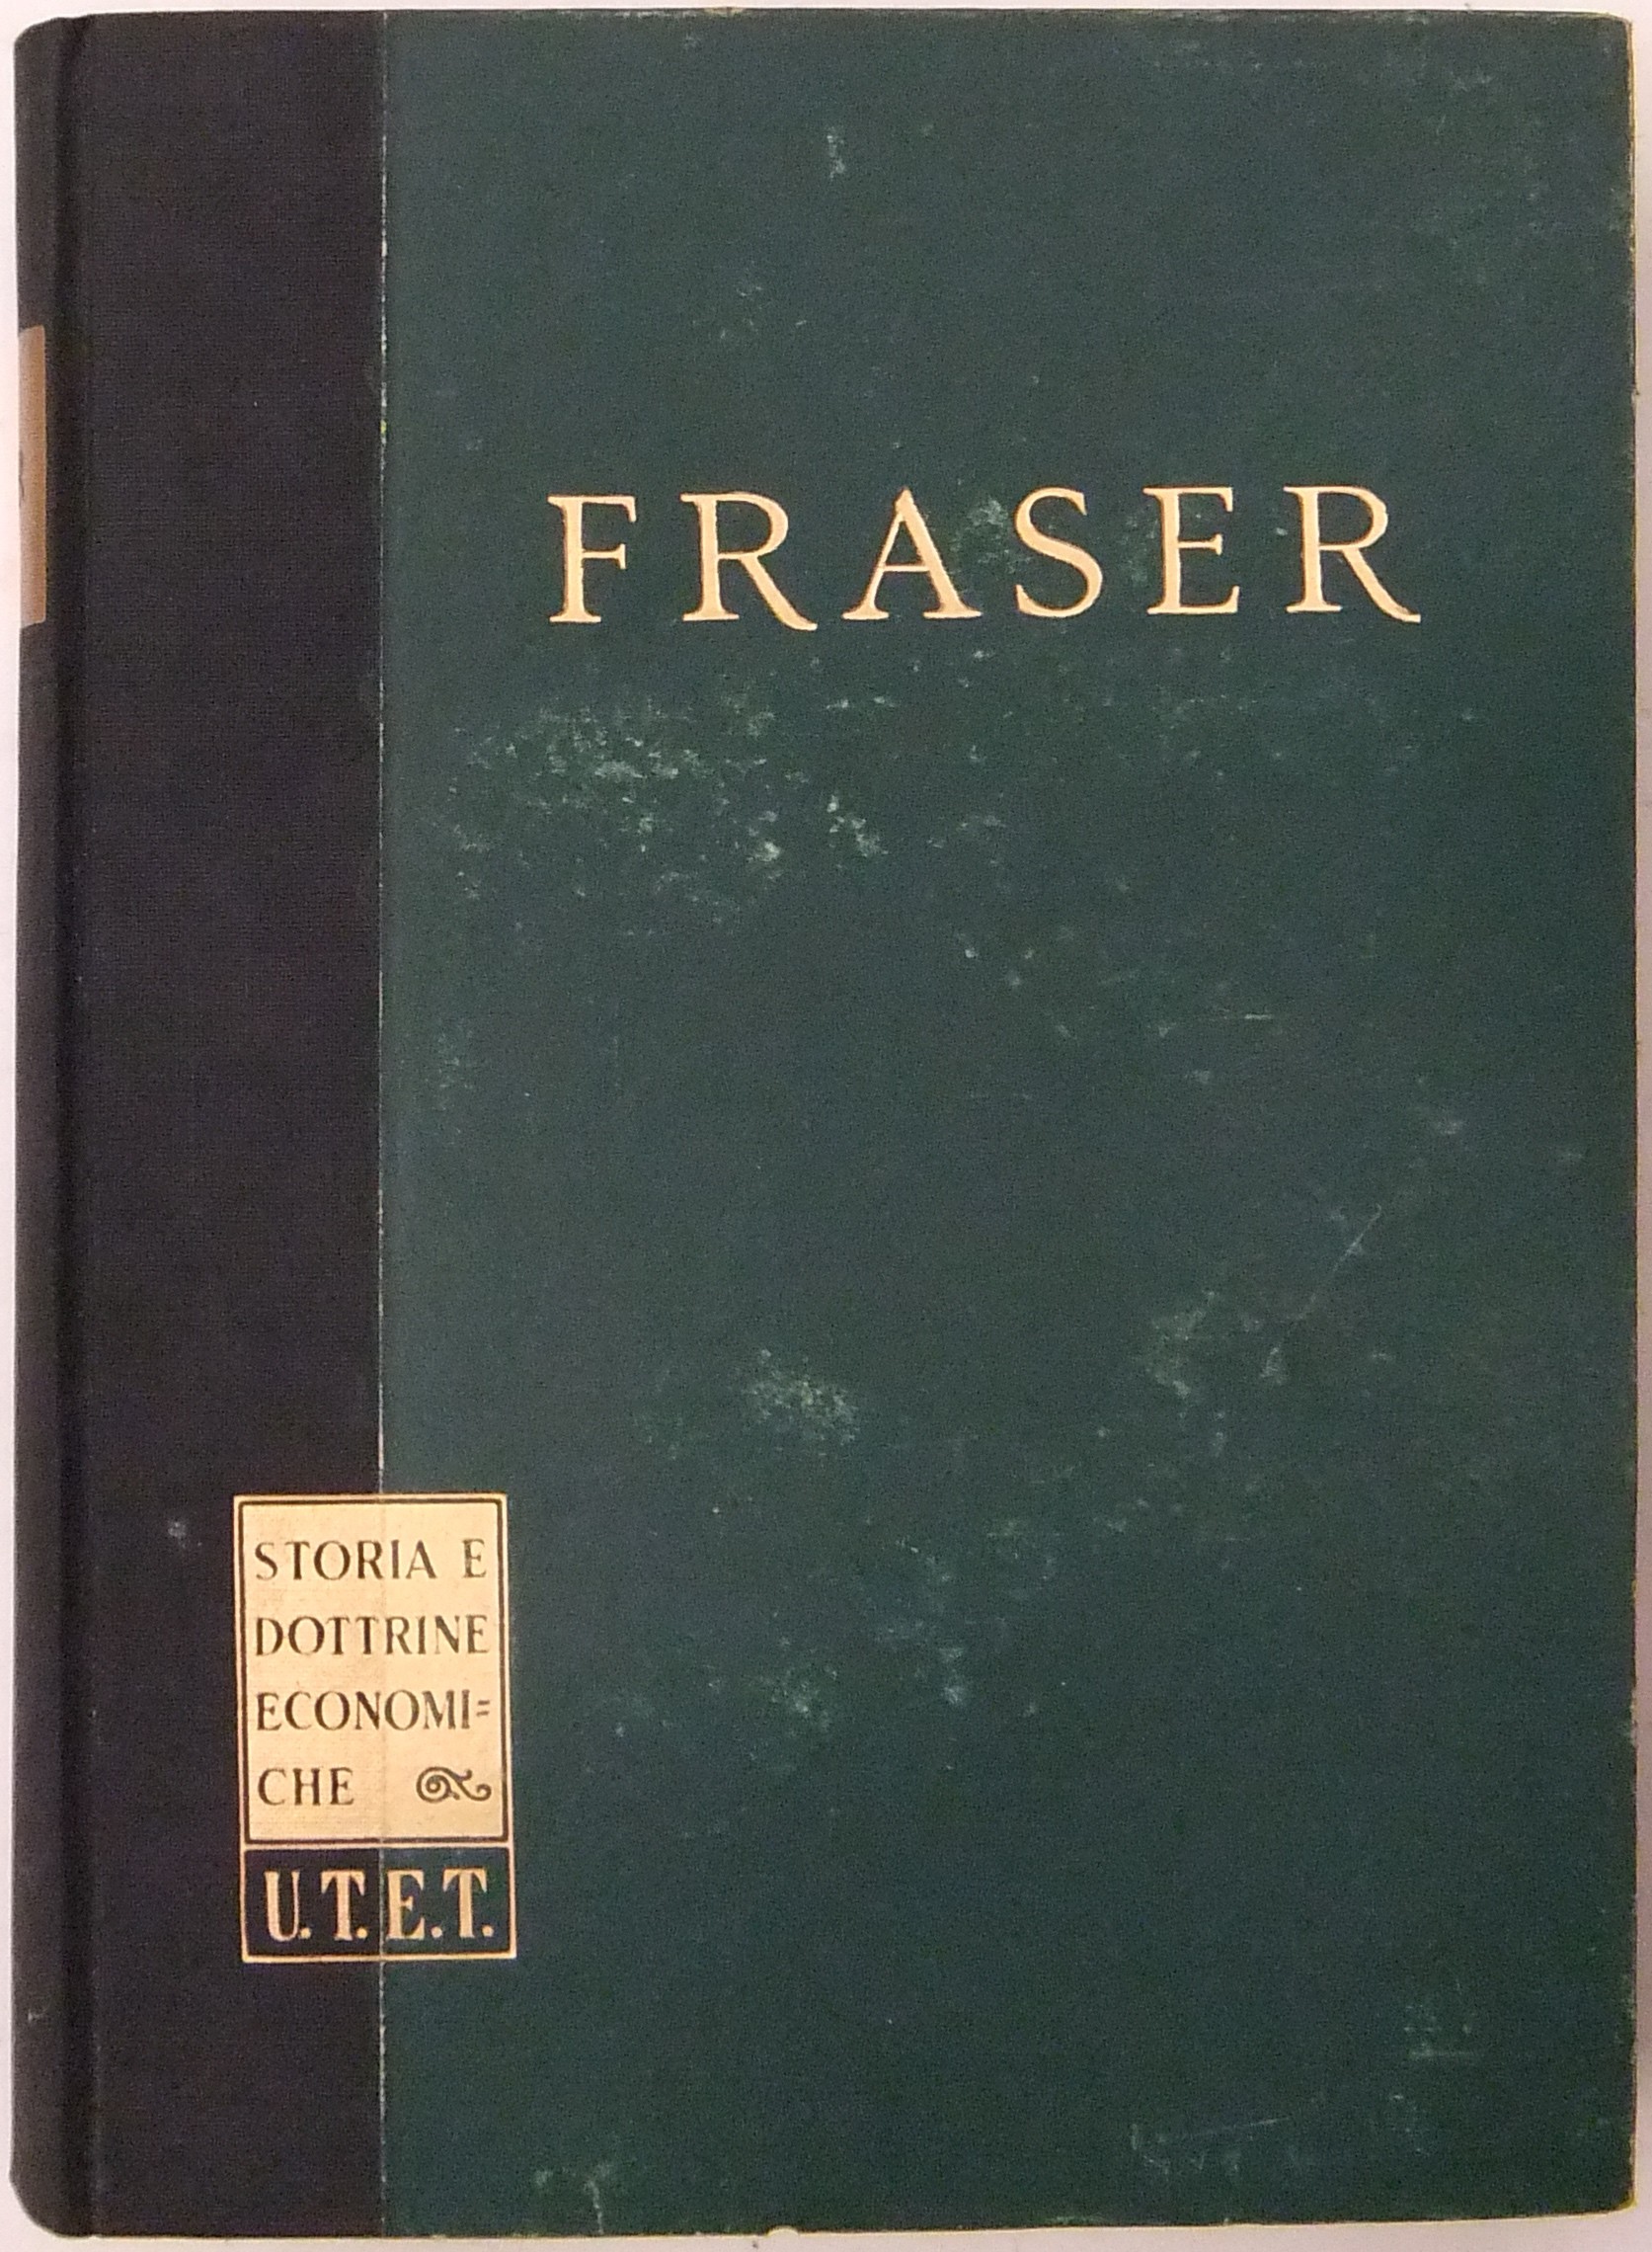 FRASER
STORIA E
DOTTRINE
ECONOMI=
CHE
U.T.E.T.